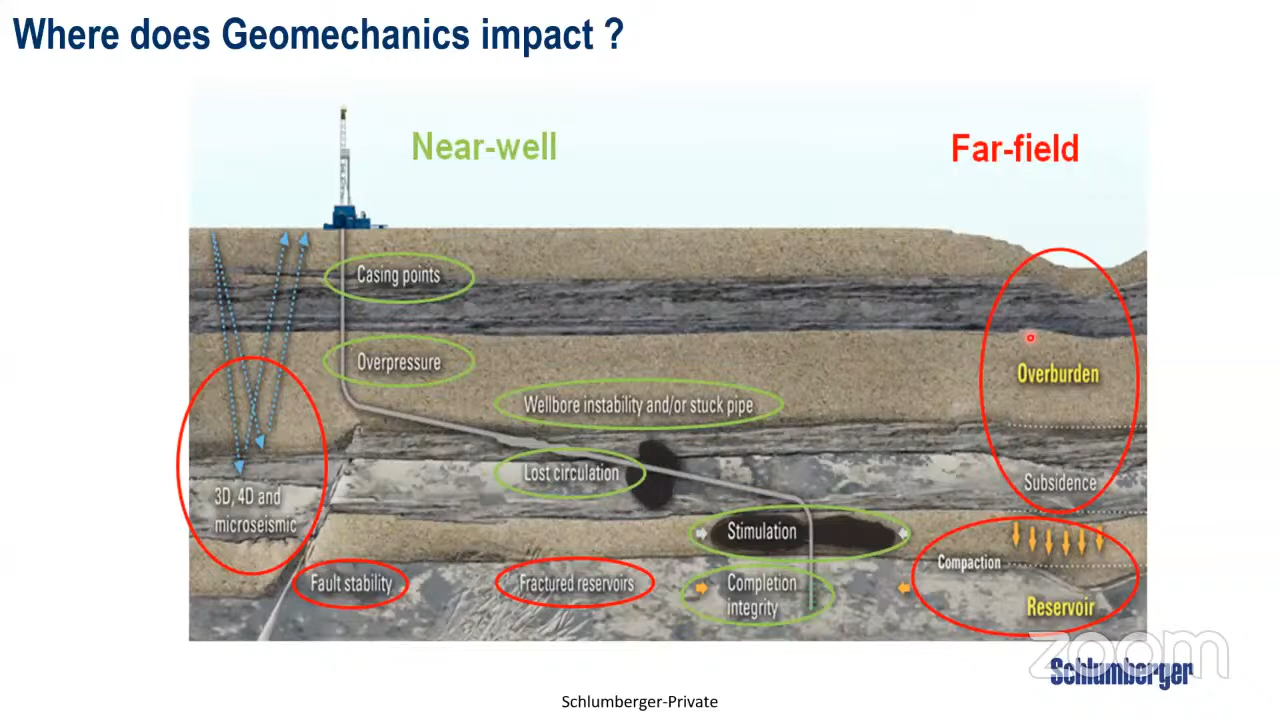 Where does Geomechanics impact ?
Near-well
Far-field
Casing points
Overpressure
Overburden
Wellbore instability and/or stuck pipe
Lost circulation
Subsidence
3D, 4D and
microseismic
Stimulation
Compaction
Fault stability
Fractured reservoirs
Completion
integrity
Reservoir
zoom
Schlumberger
Schlumberger-Private